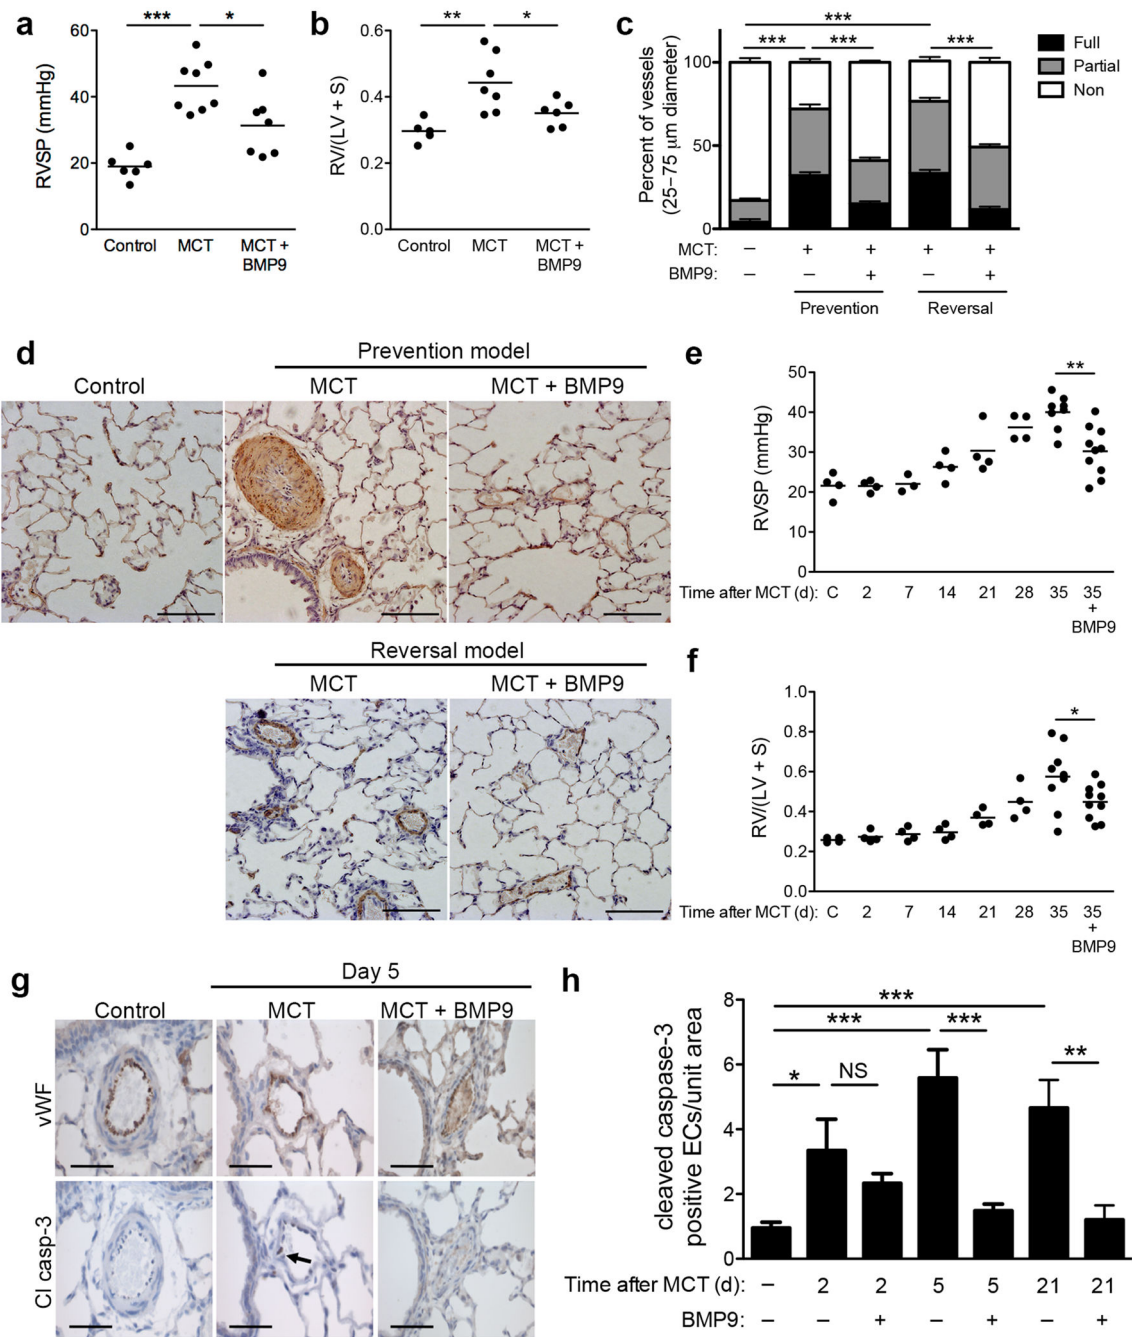 a
***
*
60
40
20
0
RVSP (mmHg)
Control
MCT
MCT +
BMP9
b
**
*
0.6
0.4
0.2
0.0
RV/(LV + S)
Control
MCT
MCT +
BMP9
c
***
***
***
***
100
50
0
Percent of vessels
(25–75 µm diameter)
Full
Partial
Non
MCT: – + + + +
BMP9: – – + – +
Prevention
Reversal
d
Prevention model
Control
MCT
MCT + BMP9
Reversal model
MCT
MCT + BMP9
e
**
50
40
30
20
10
0
RVSP (mmHg)
Time after MCT (d): C 2 7 14 21 28 35 35
+
BMP9
f
*
1.0
0.8
0.6
0.4
0.2
0.0
RV/(LV + S)
Time after MCT (d): C 2 7 14 21 28 35 35
+
BMP9
g
Day 5
Control
MCT
MCT + BMP9
vWF
Cl casp-3
h
***
***
***
*
NS
**
8
6
4
2
0
cleaved caspase-3
positive ECs/unit area
Time after MCT (d): – 2 2 5 5 21 21
BMP9: – – + – + – +